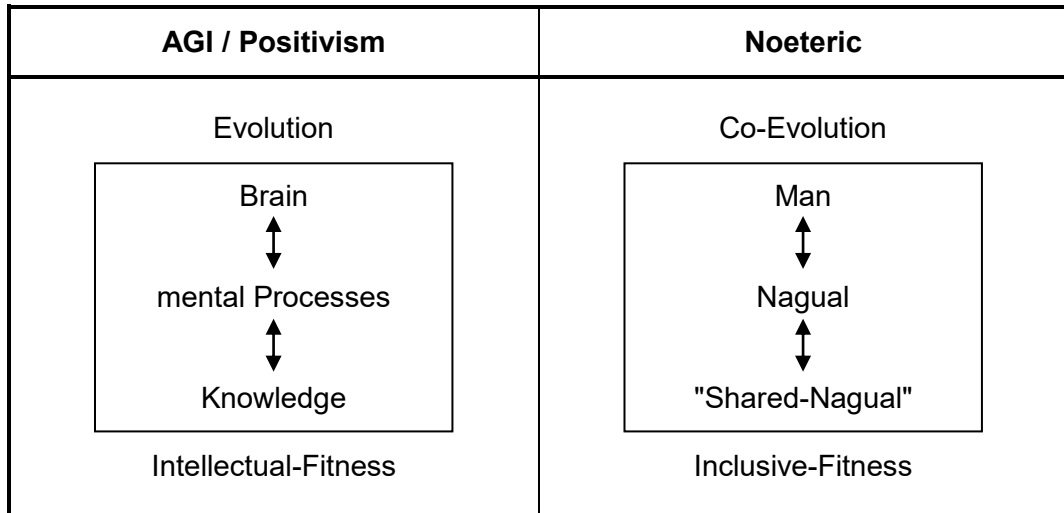 AGI / Positivism
Noeteric
Evolution
Brain
mental Processes
Knowledge
Intellectual-Fitness
Co-Evolution
Man
Nagual
"Shared-Nagual"
Inclusive-Fitness